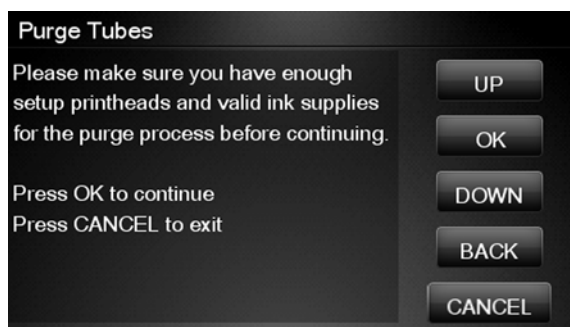 Purge Tubes
Please make sure you have enough
setup printheads and valid ink supplies
for the purge process before continuing.
Press OK to continue
Press CANCEL to exit
UP
OK
DOWN
BACK
CANCEL